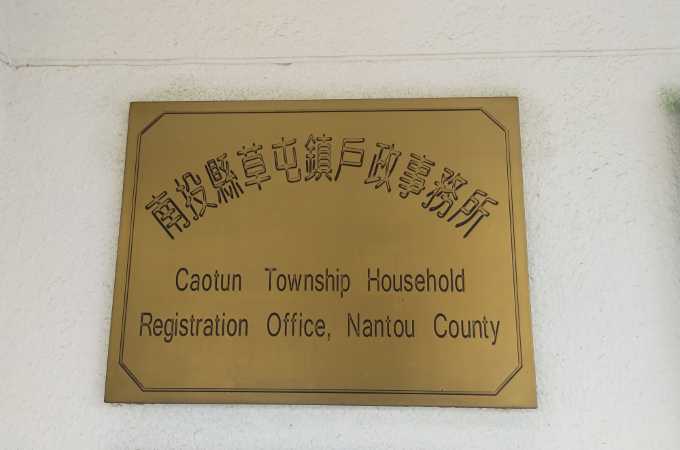 南投縣草屯鎮戶政事務所
Caotun Township Household
Registration Office, Nantou County